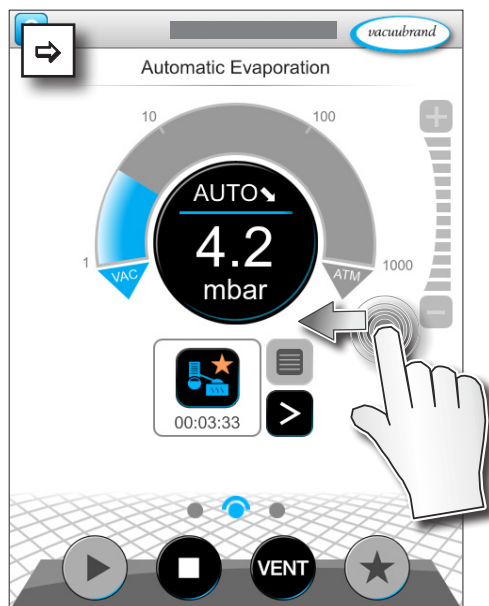 vacuubrand
Automatic Evaporation
10
100
AUTO
4.2
mbar
1
VAC
ATM
1000
00:03:33
VENT